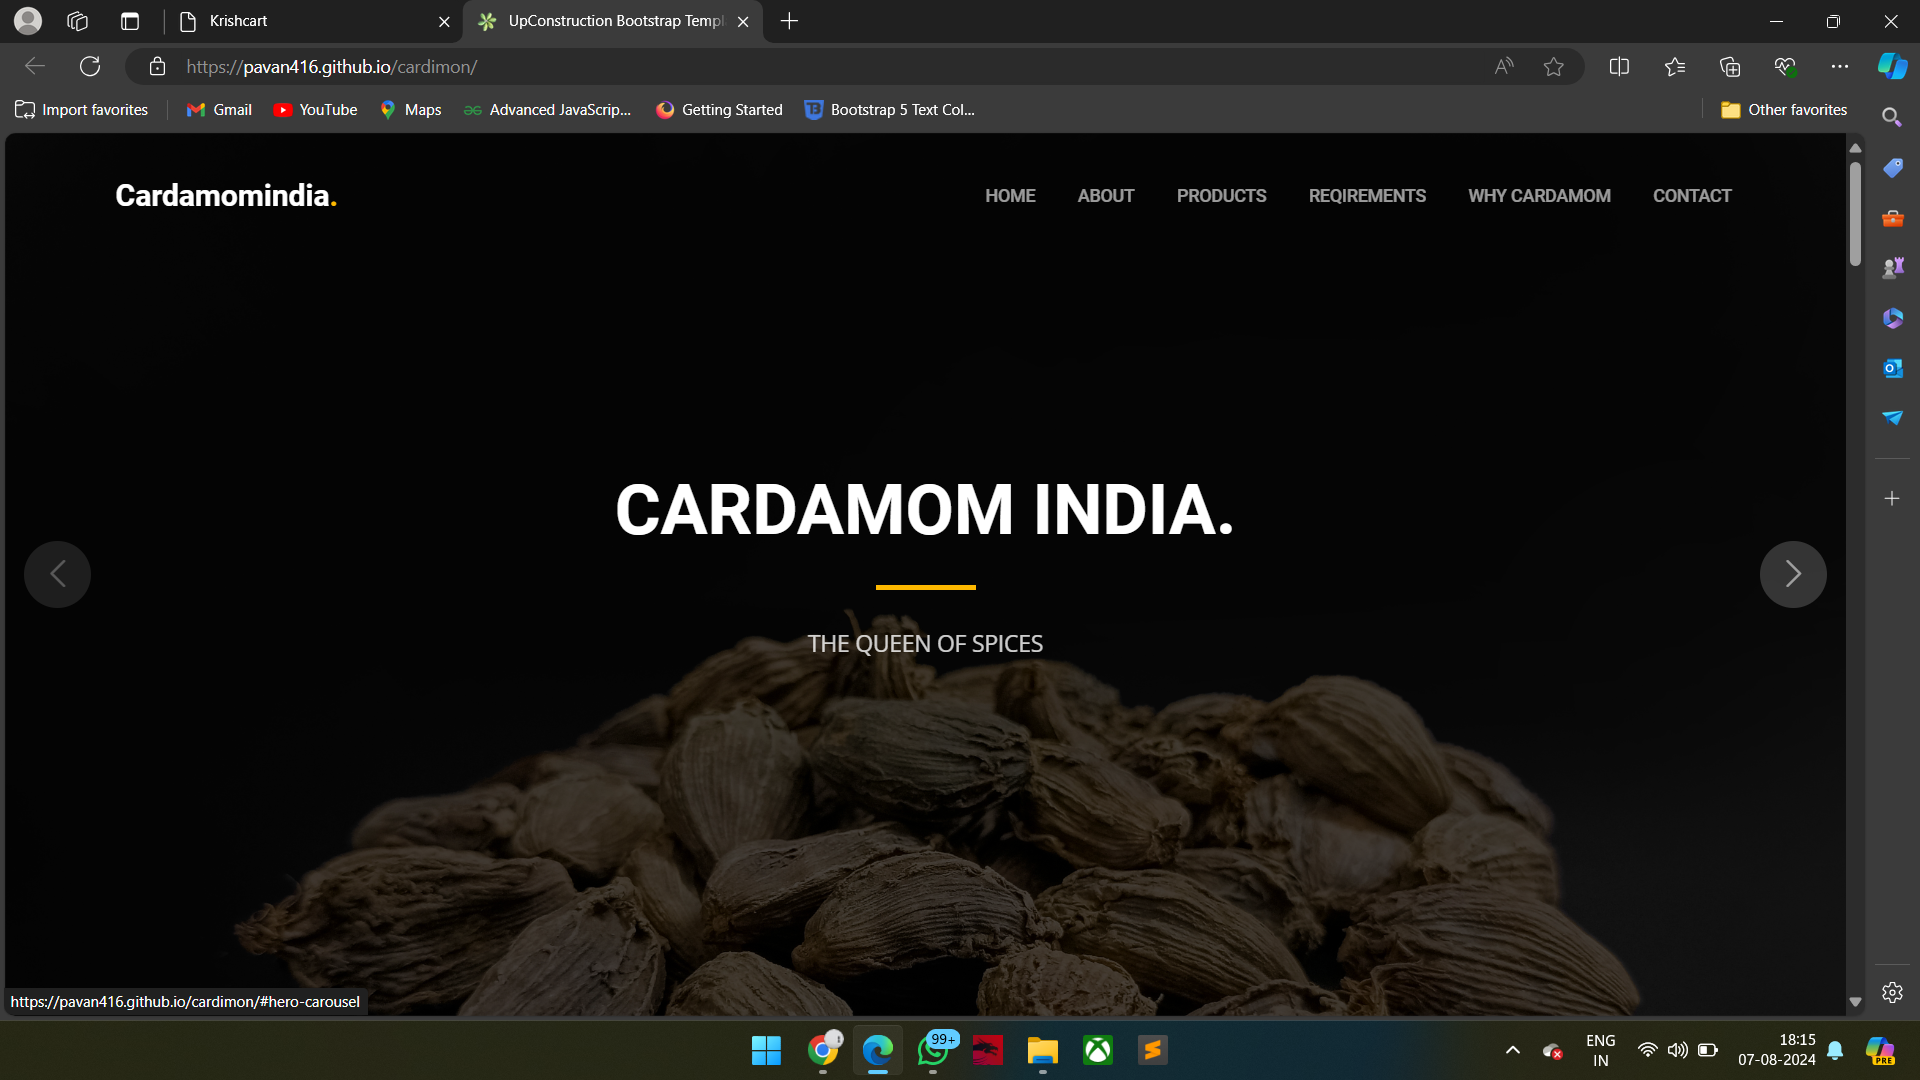 Krishcart
UpConstruction Bootstrap Templ
https://pavan416.github.io/cardimon/
Import favorites
Gmail
YouTube
Maps
Advanced JavaScrip...
Getting Started
Bootstrap 5 Text Col...
Other favorites
Cardamomindia.
HOME
ABOUT
PRODUCTS
REQIREMENTS
WHY CARDAMOM
CONTACT
CARDAMOM INDIA.
THE QUEEN OF SPICES
https://pavan416.github.io/cardimon/#hero-carousel
99+
ENG
IN
18:15
07-08-2024
PRE